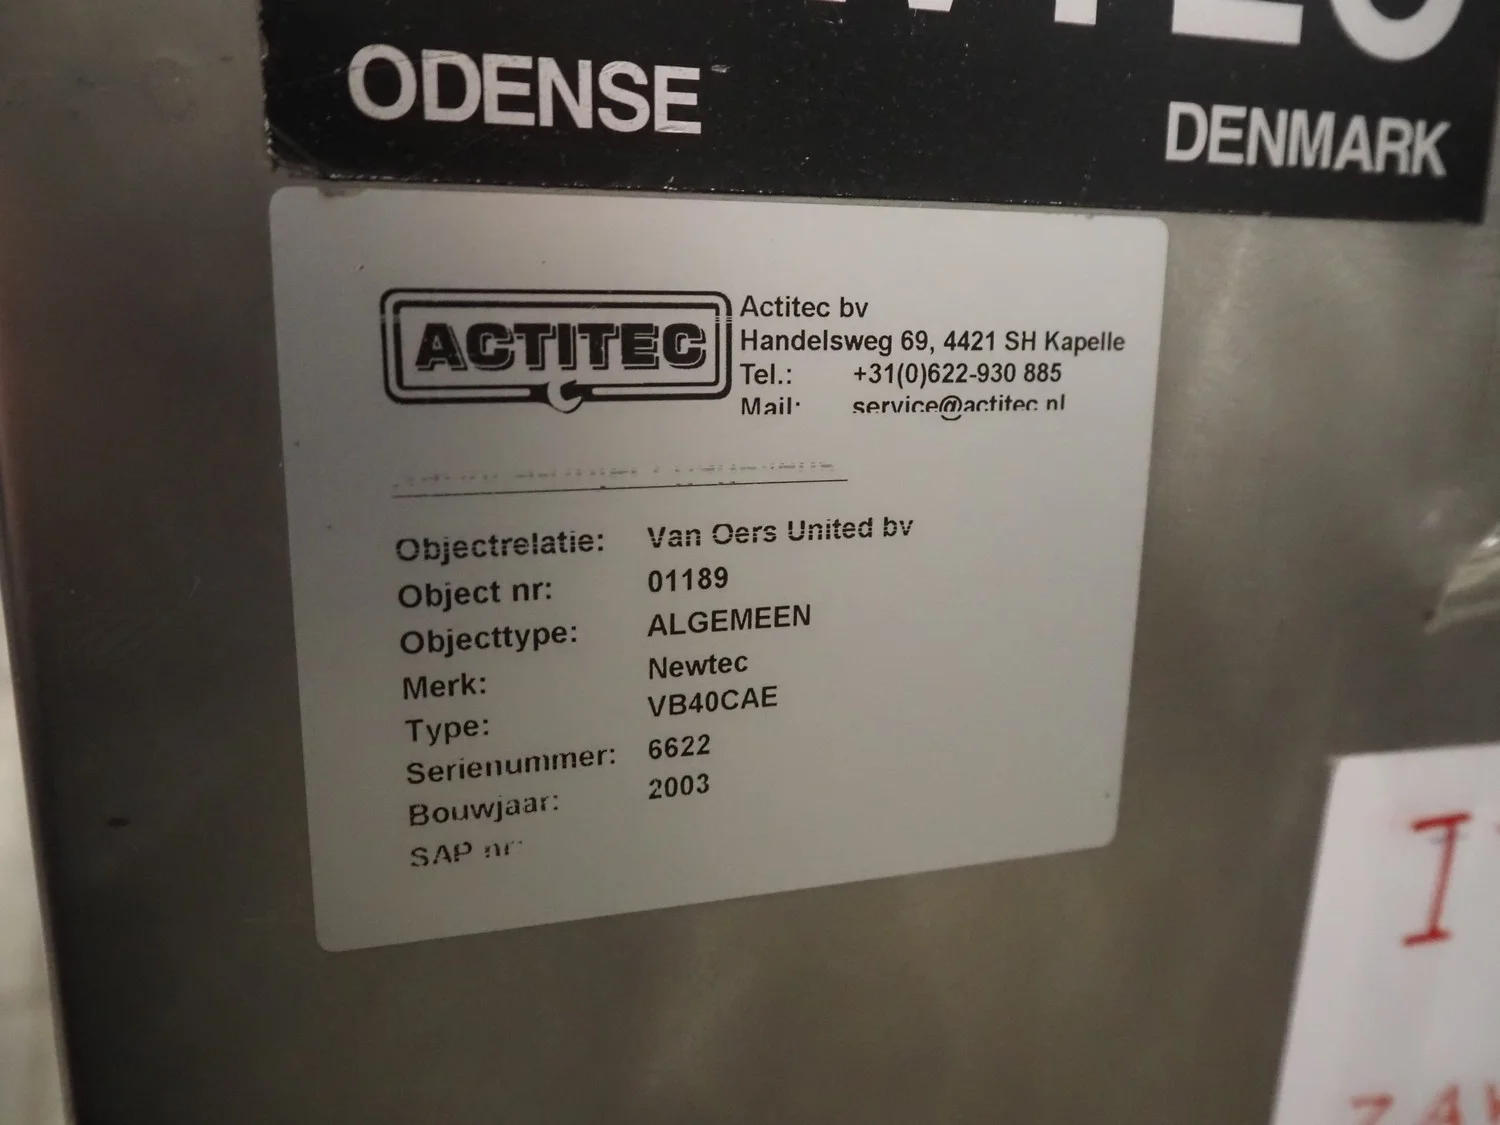 ODENSE
DENMARK
ACTITEC
Actitec bv
Handelsweg 69, 4421 SH Kapelle
Tel.: +31(0)622-930 885
Mail: service@actitec.nl
Objectrelatie: Van Oers United bv
Object nr: 01189
Objecttype: ALGEMEEN
Merk: Newtec
Type: VB40CAE
Serienummer: 6622
Bouwjaar: 2003
SAP nr: